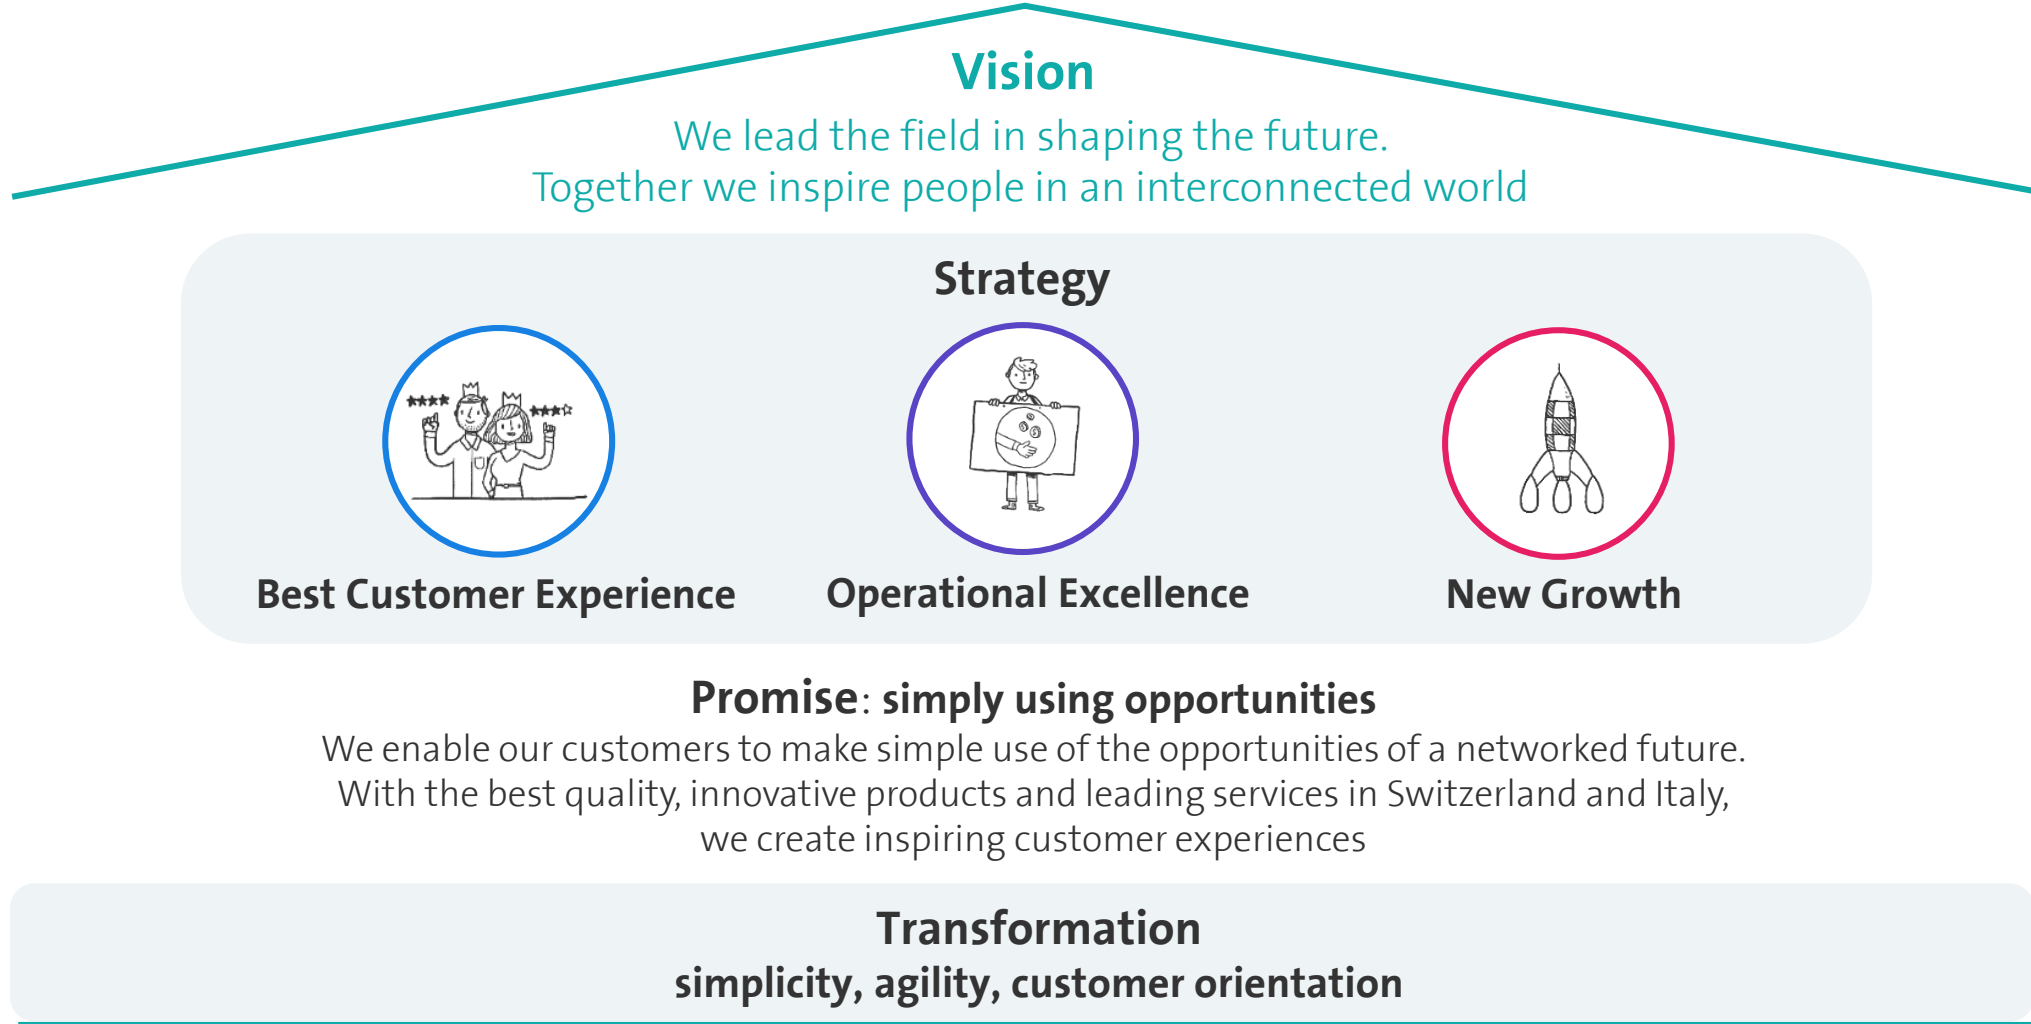 Vision
We lead the field in shaping the future.
Together we inspire people in an interconnected world
Strategy
Best Customer Experience
Operational Excellence
New Growth
Promise: simply using opportunities
We enable our customers to make simple use of the opportunities of a networked future.
With the best quality, innovative products and leading services in Switzerland and Italy,
we create inspiring customer experiences
Transformation
simplicity, agility, customer orientation